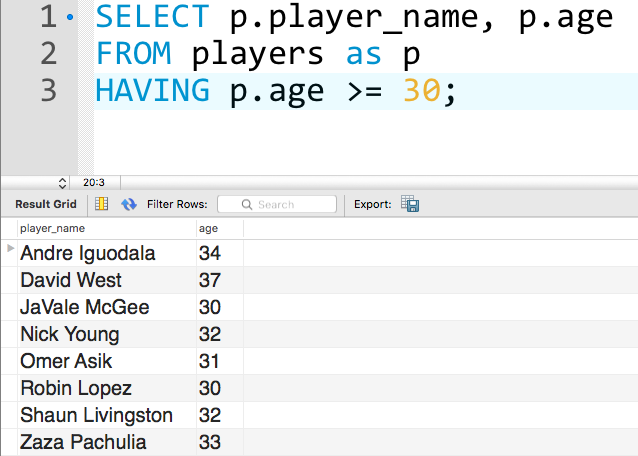 1 SELECT p.player_name, p.age
2 FROM players as p
3 HAVING p.age >= 30;
20:3
Result Grid Filter Rows: Search Export:
player_name age
Andre Iguodala 34
David West 37
JaVale McGee 30
Nick Young 32
Omer Asik 31
Robin Lopez 30
Shaun Livingston 32
Zaza Pachulia 33